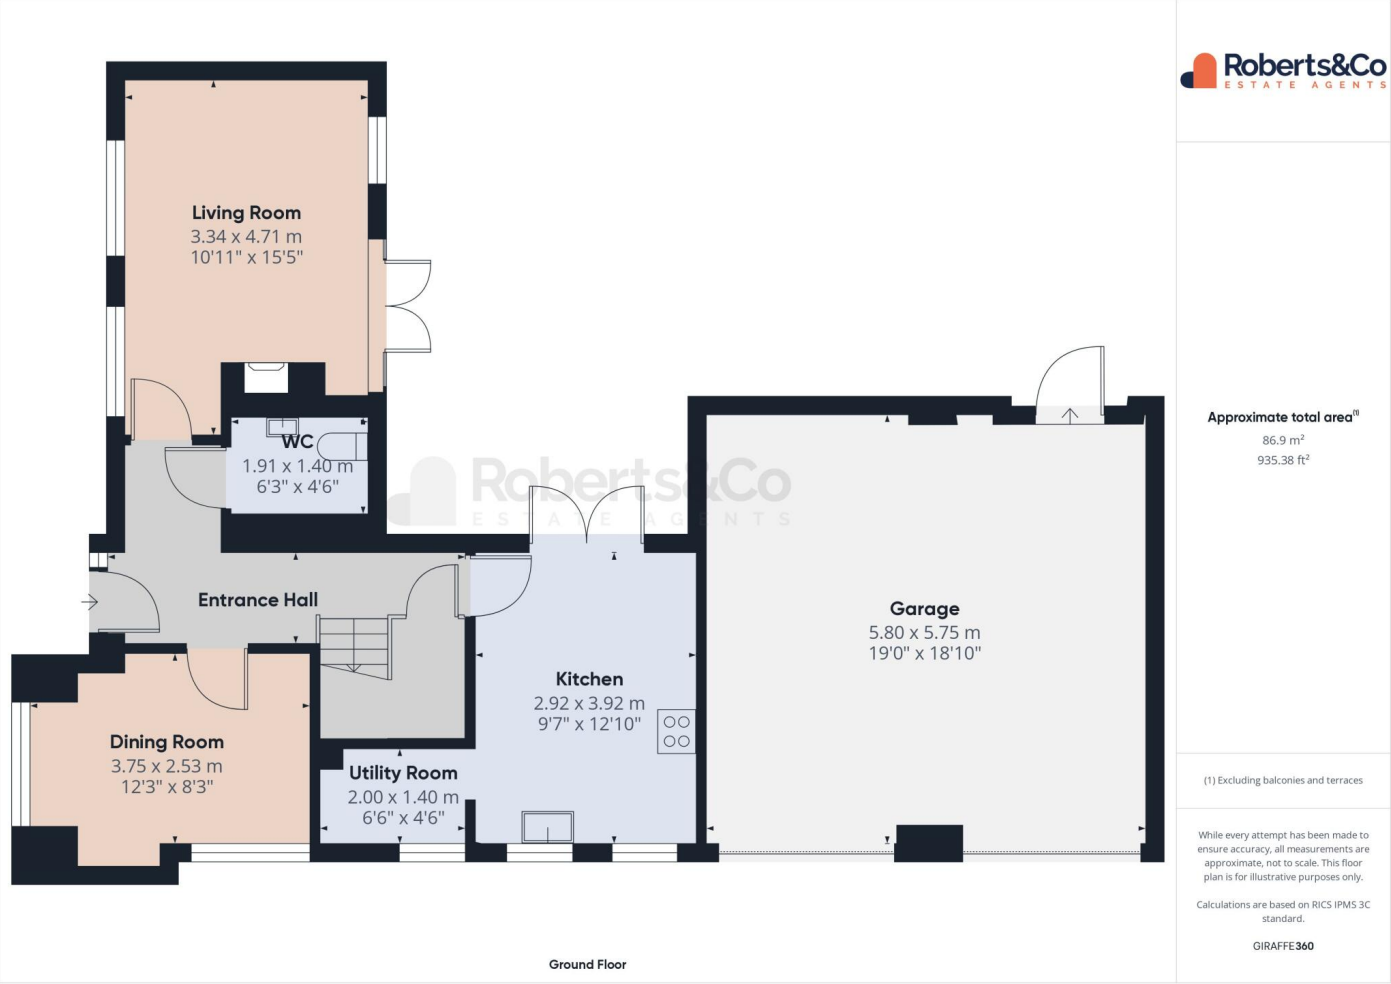 Living Room
3.34 x 4.71 m
10'11" x 15'5"
WC
1.91 x 1.40 m
6'3" x 4'6"
Roberts&Co
ESTATE AGENTS
Entrance Hall
Garage
5.80 x 5.75 m
19'0" x 18'10"
Kitchen
2.92 x 3.92 m
9'7" x 12'10"
Dining Room
3.75 x 2.53 m
12'3" x 8'3"
Utility Room
2.00 x 1.40 m
6'6" x 4'6"
Ground Floor
Roberts&Co
ESTATE AGENTS
Approximate total area⁽¹⁾
86.9 m²
935.38 ft²
(1) Excluding balconies and terraces
While every attempt has been made to
ensure accuracy, all measurements are
approximate, not to scale. This floor
plan is for illustrative purposes only.
Calculations are based on RICS IPMS 3C
standard.
GIRAFFE360